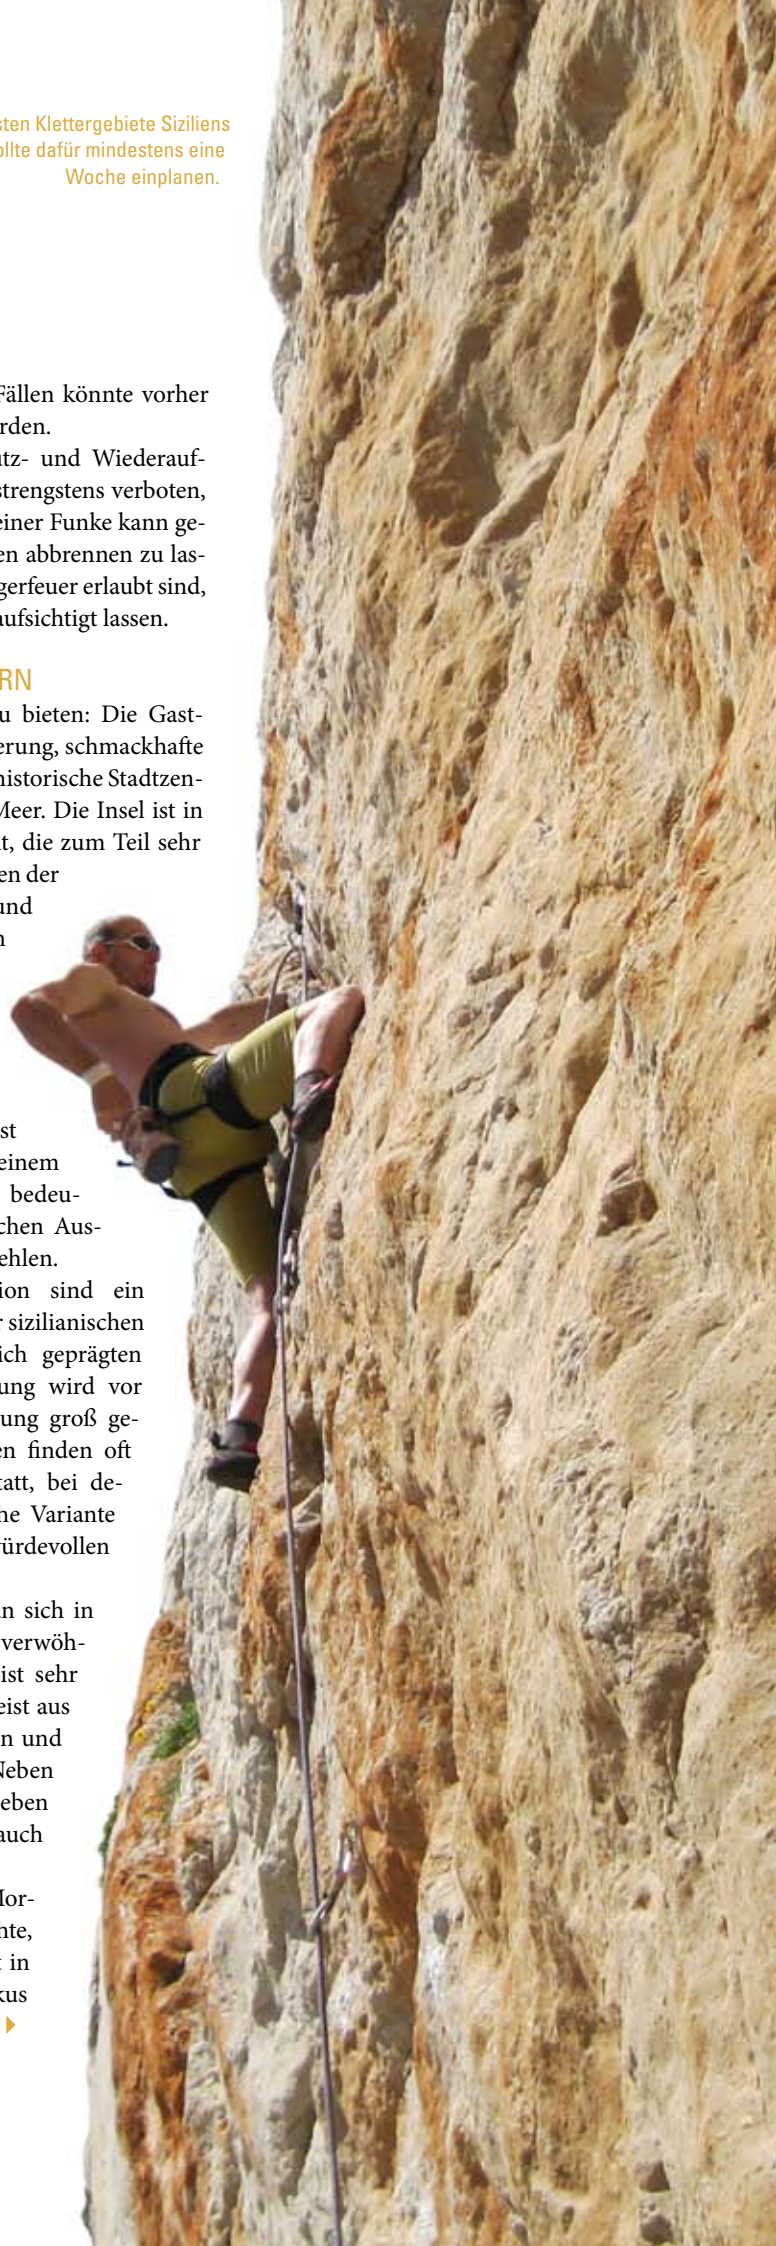 sten Klettergebiete Siziliens
ollte dafür mindestens eine
Woche einplanen.
Fällen könnte vorher
rden.
utz- und Wiederauf-
strengstens verboten,
einer Funke kann ge-
en abbrennen zu las-
gerfeuer erlaubt sind,
aufsichtigt lassen.
RN
u bieten: Die Gast-
erung, schmackhafte
historische Stadtzen-
Meer. Die Insel ist in
t, die zum Teil sehr
en der
und
n
st
einem
bedeu-
chen Aus-
ehlen.
ion sind ein
r sizilianischen
ich geprägten
ung wird vor
ung groß ge-
en finden oft
tatt, bei de-
he Variante
würdevollen
n sich in
verwöh-
ist sehr
eist aus
n und
Neben
eben
auch
Mor-
hte,
t in
kus